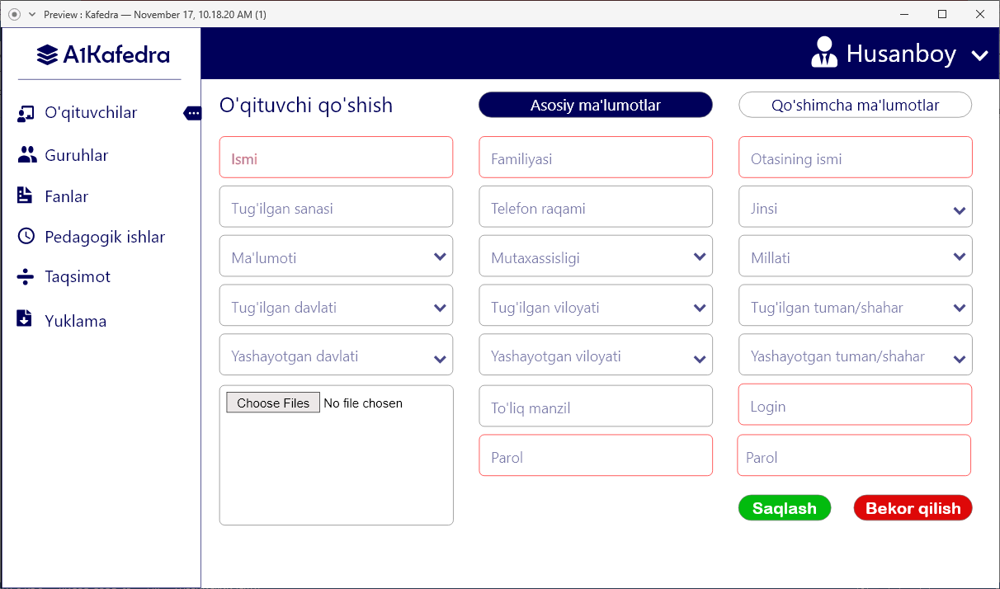 Preview : Kafedra — November 17, 10.18.20 AM (1)
A1Kafedra
Husanboy
O'qituvchilar
Guruhlar
Fanlar
Pedagogik ishlar
Taqsimot
Yuklama
O'qituvchi qo'shish
Asosiy ma'lumotlar
Qo'shimcha ma'lumotlar
Ismi
Familiyasi
Otasining ismi
Tug'ilgan sanasi
Telefon raqami
Jinsi
Ma'lumoti
Mutaxassisligi
Millati
Tug'ilgan davlati
Tug'ilgan viloyati
Tug'ilgan tuman/shahar
Yashayotgan davlati
Yashayotgan viloyati
Yashayotgan tuman/shahar
Choose Files No file chosen
To'liq manzil
Login
Parol
Parol
Saqlash
Bekor qilish